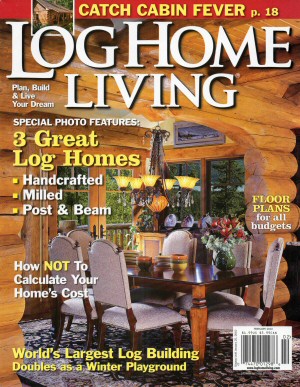 CATCH CABIN FEVER p. 18
LOG HOME
Plan, Build
& Live
Your Dream
LIVING
SPECIAL PHOTO FEATURES:
3 Great
Log Homes
Handcrafted
Milled
Post & Beam
FLOOR
PLANS
for all
budgets
How NOT To
Calculate Your
Home's Cost
World's Largest Log Building
Doubles as a Winter Playground